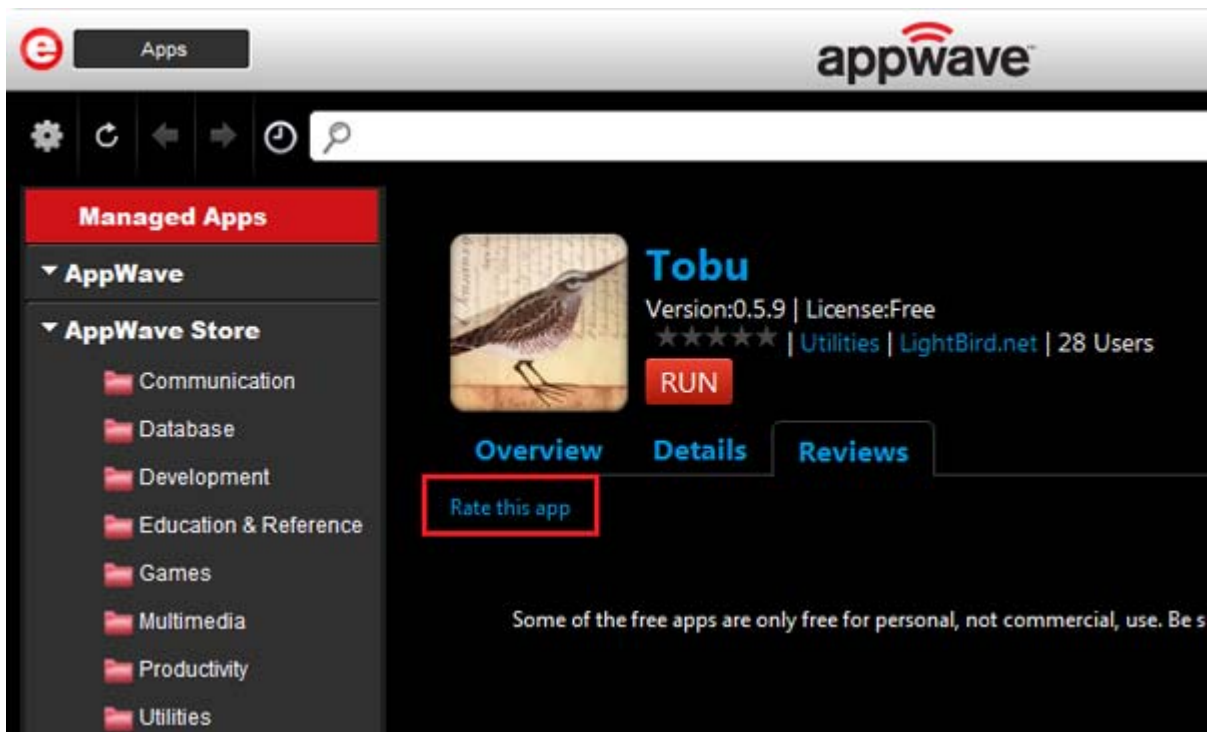 e Apps
appwave™
Managed Apps
AppWave
AppWave Store
Communication
Database
Development
Education & Reference
Games
Multimedia
Productivity
Utilities
Tobu
Version:0.5.9 | License:Free
| Utilities | LightBird.net | 28 Users
RUN
Overview Details Reviews
Rate this app
Some of the free apps are only free for personal, not commercial, use. Be s